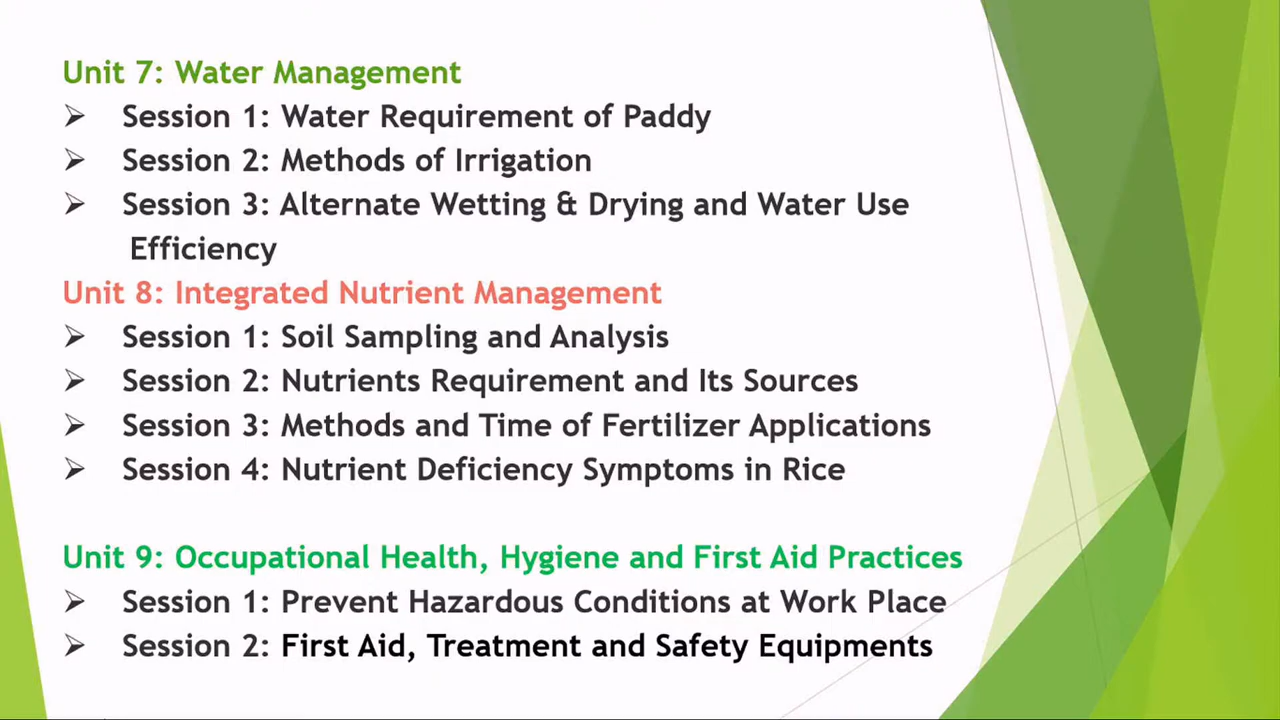 Unit 7: Water Management
➢ Session 1: Water Requirement of Paddy
➢ Session 2: Methods of Irrigation
➢ Session 3: Alternate Wetting & Drying and Water Use
Efficiency
Unit 8: Integrated Nutrient Management
➢ Session 1: Soil Sampling and Analysis
➢ Session 2: Nutrients Requirement and Its Sources
➢ Session 3: Methods and Time of Fertilizer Applications
➢ Session 4: Nutrient Deficiency Symptoms in Rice
Unit 9: Occupational Health, Hygiene and First Aid Practices
➢ Session 1: Prevent Hazardous Conditions at Work Place
➢ Session 2: First Aid, Treatment and Safety Equipments